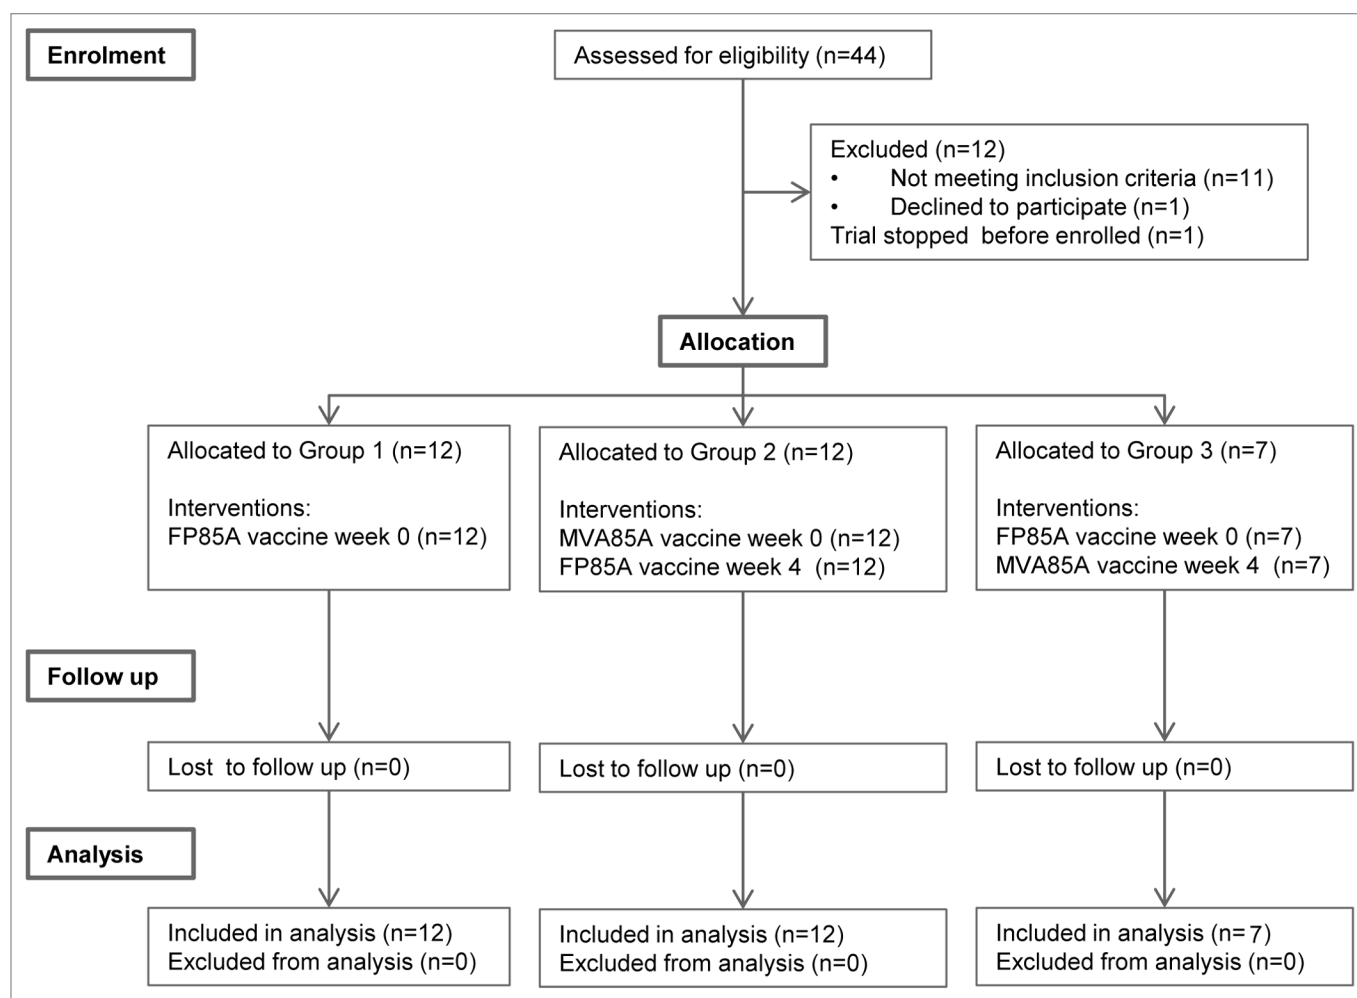 Enrolment
Assessed for eligibility (n=44)
Excluded (n=12)
• Not meeting inclusion criteria (n=11)
• Declined to participate (n=1)
Trial stopped before enrolled (n=1)
Allocation
Allocated to Group 1 (n=12)
Interventions:
FP85A vaccine week 0 (n=12)
Allocated to Group 2 (n=12)
Interventions:
MVA85A vaccine week 0 (n=12)
FP85A vaccine week 4 (n=12)
Allocated to Group 3 (n=7)
Interventions:
FP85A vaccine week 0 (n=7)
MVA85A vaccine week 4 (n=7)
Follow up
Lost to follow up (n=0)
Lost to follow up (n=0)
Lost to follow up (n=0)
Analysis
Included in analysis (n=12)
Excluded from analysis (n=0)
Included in analysis (n=12)
Excluded from analysis (n=0)
Included in analysis (n=7)
Excluded from analysis (n=0)